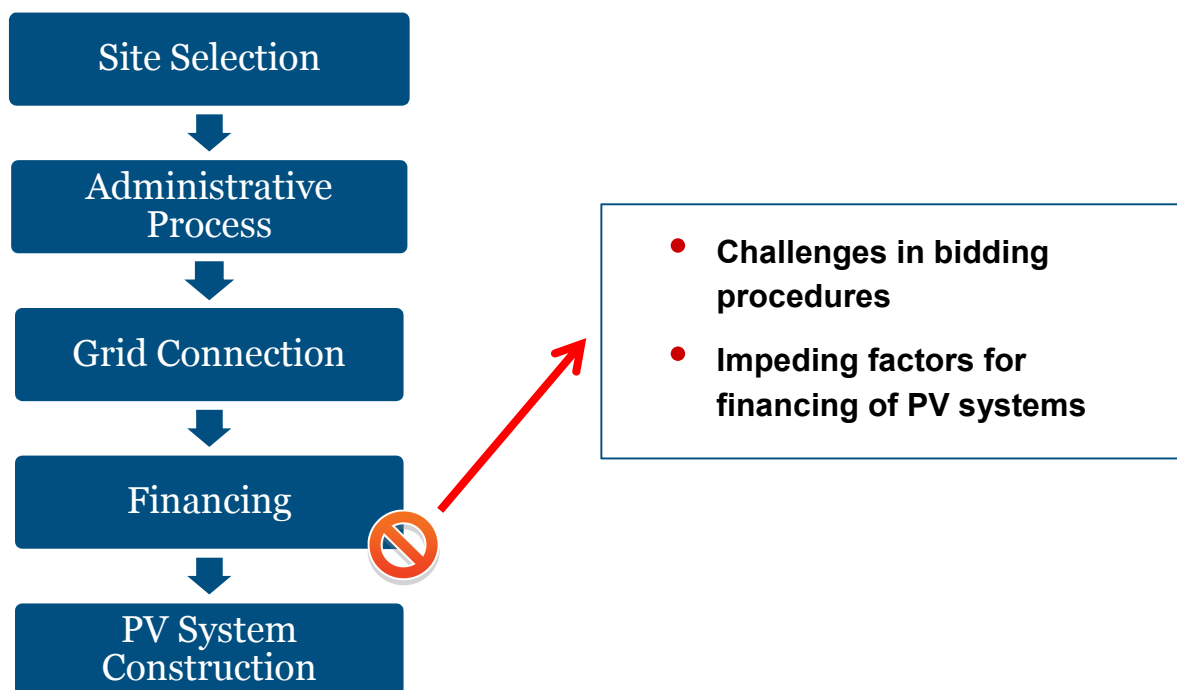 Site Selection
Administrative
Process
Grid Connection
Financing
PV System
Construction
• Challenges in bidding
procedures
• Impeding factors for
financing of PV systems